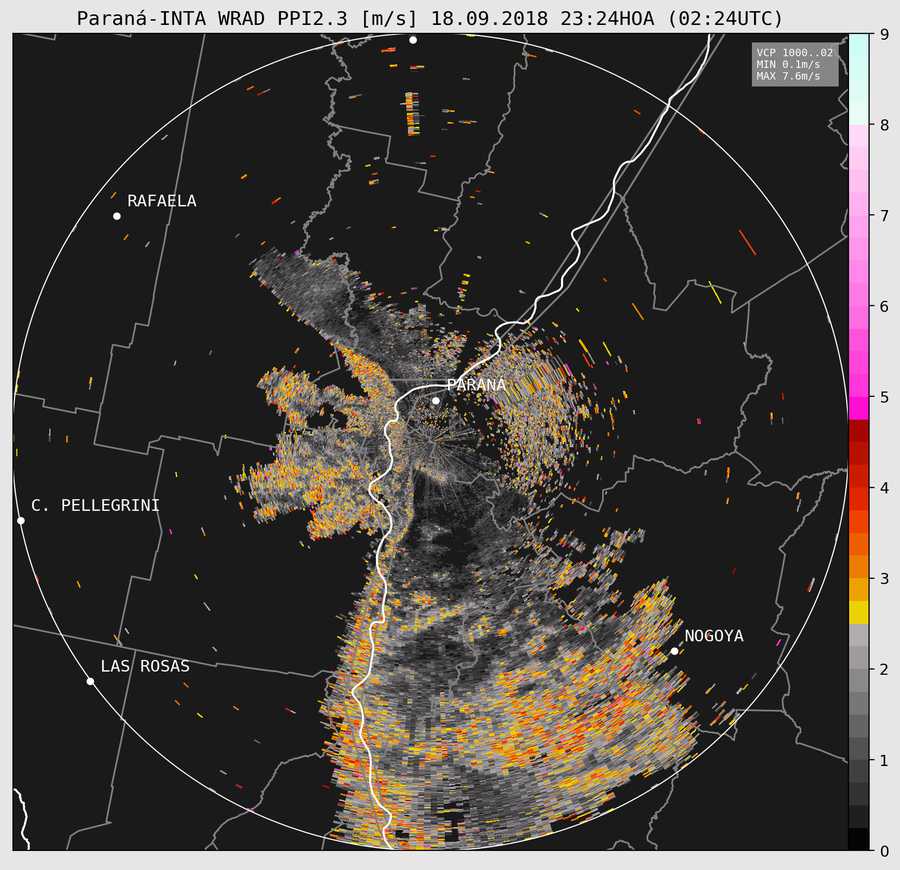 Paraná-INTA WRAD PPI2.3 [m/s] 18.09.2018 23:24HOA (02:24UTC)
VCP 1000..02
MIN 0.1m/s
MAX 7.6m/s
RAFAELA
PARANA
C. PELLEGRINI
NOGOYA
LAS ROSAS
9
8
7
6
5
4
3
2
1
0